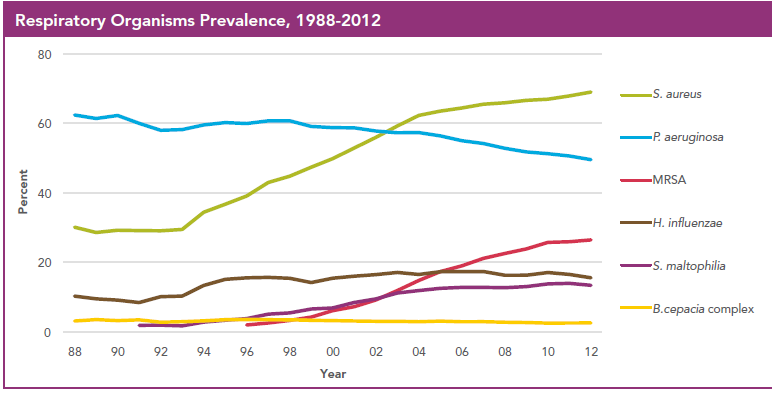 Respiratory Organisms Prevalence, 1988-2012
80
60
40
20
0
Percent
88 90 92 94 96 98 00 02 04 06 08 10 12
Year
S. aureus
P. aeruginosa
MRSA
H. influenzae
S. maltophilia
B.cepacia complex